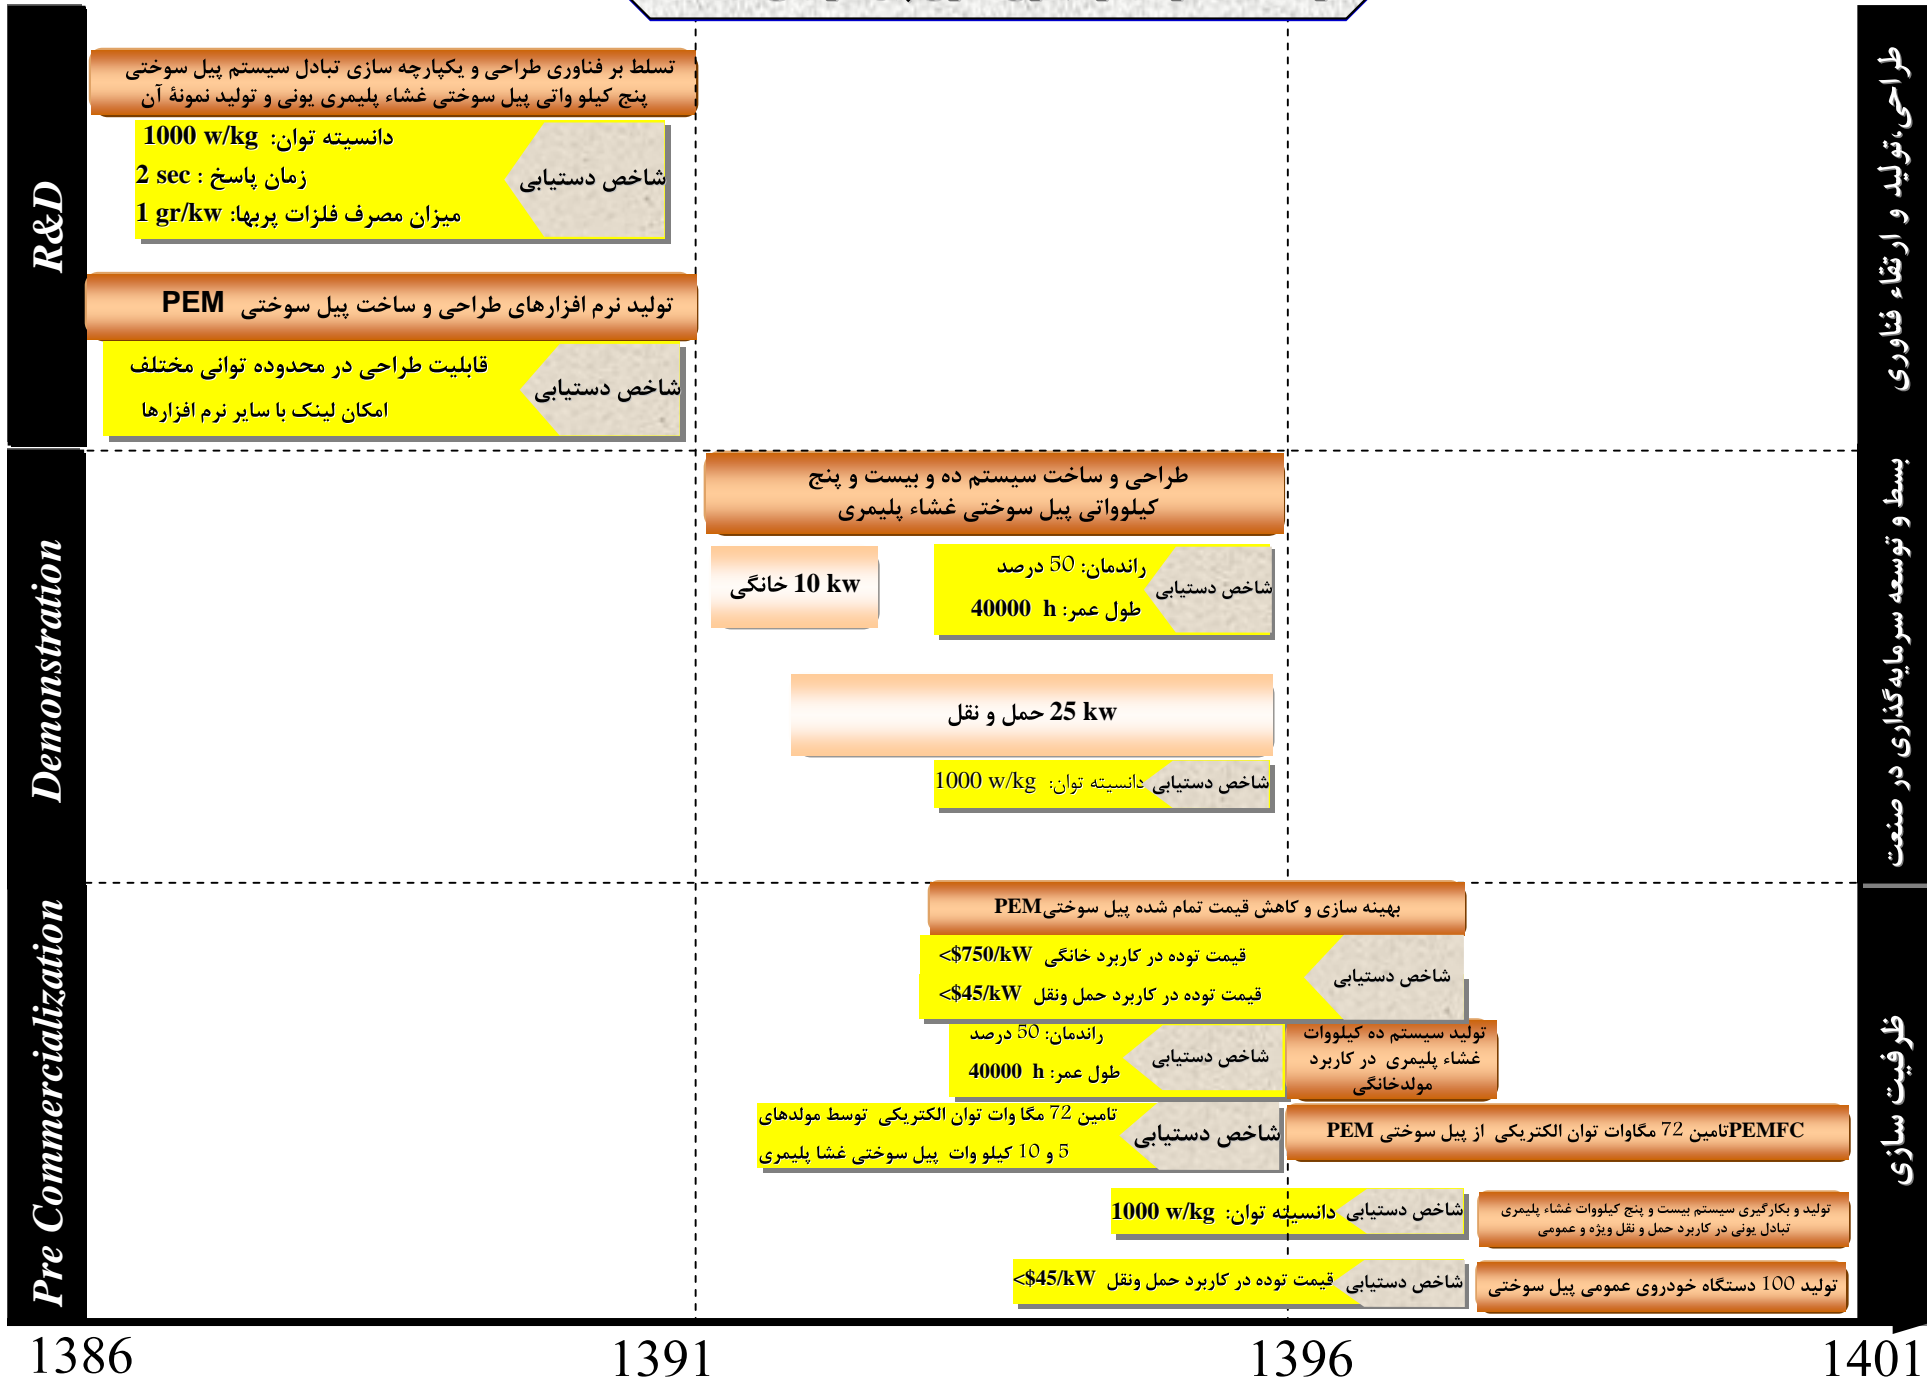 R&D
طراحی،تولید و ارتقاء فناوری
تسلط بر فناوری طراحی و یکپارچه سازی تبادل سیستم پیل سوختی
پنج کیلو واتی پیل سوختی غشاء پلیمری یونی و تولید نمونۀ آن
شاخص دستیابی
دانسیته توان: 1000 w/kg
زمان پاسخ : 2 sec
میزان مصرف فلزات پربها: 1 gr/kw
تولید نرم افزارهای طراحی و ساخت پیل سوختی PEM
شاخص دستیابی
قابلیت طراحی در محدوده توانی مختلف
امکان لینک با سایر نرم افزارها
Demonstration
بسط و توسعه سرمایه‌گذاری در صنعت
طراحی و ساخت سیستم ده و بیست و پنج
کیلوواتی پیل سوختی غشاء پلیمری
10 kw خانگی
شاخص دستیابی
راندمان: 50 درصد
طول عمر: 40000 h
25 kw حمل و نقل
شاخص دستیابی
دانسیته توان: 1000 w/kg
Pre Commercialization
ظرفیت سازی
بهینه سازی و کاهش قیمت تمام شده پیل سوختیPEM
شاخص دستیابی
قیمت توده در کاربرد خانگی <$750/kW
قیمت توده در کاربرد حمل ونقل <$45/kW
تولید سیستم ده کیلووات
غشاء پلیمری در کاربرد
مولدخانگی
شاخص دستیابی
راندمان: 50 درصد
طول عمر: 40000 h
PEMFCتامین 72 مگاوات توان الکتریکی از پیل سوختی PEM
شاخص دستیابی
تامین 72 مگا وات توان الکتریکی توسط مولدهای
5 و 10 کیلو وات پیل سوختی غشا پلیمری
تولید و بکارگیری سیستم بیست و پنج کیلووات غشاء پلیمری
تبادل یونی در کاربرد حمل و نقل ویژه و عمومی
شاخص دستیابی
دانسیته توان: 1000 w/kg
تولید 100 دستگاه خودروی عمومی پیل سوختی
شاخص دستیابی
قیمت توده در کاربرد حمل ونقل <$45/kW
1386
1391
1396
1401